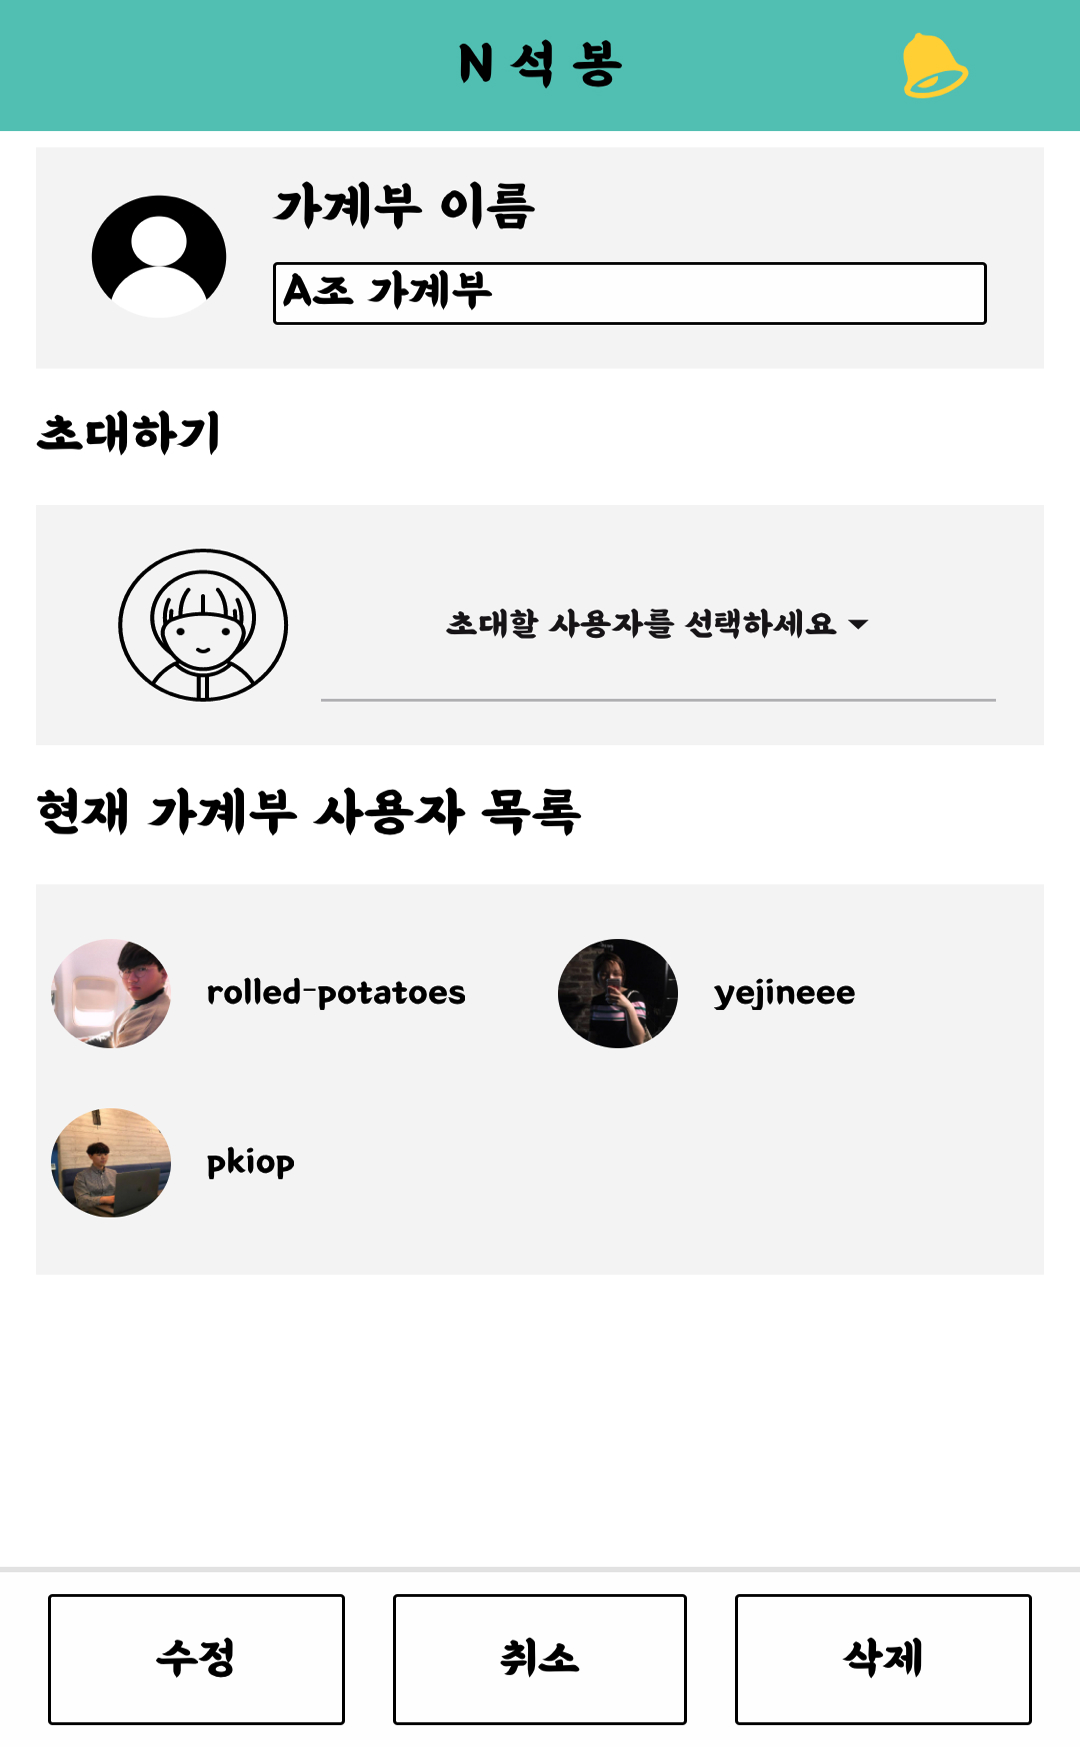 N 석 봉
가계부 이름
A조 가계부
초대하기
초대할 사용자를 선택하세요
현재 가계부 사용자 목록
rolled-potatoes
yejineee
pkiop
수정
취소
삭제